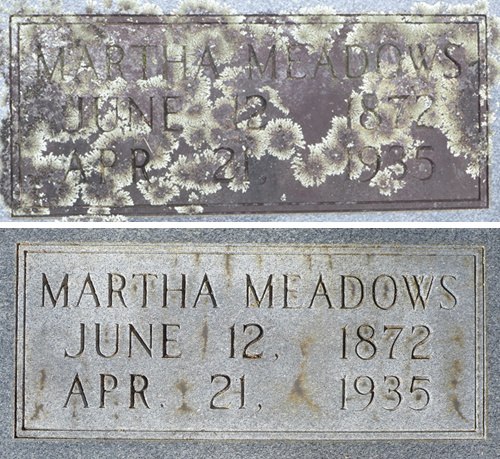 MARTHA MEADOWS
JUNE 12, 1872
APR. 21, 1935
MARTHA MEADOWS
JUNE 12, 1872
APR. 21, 1935